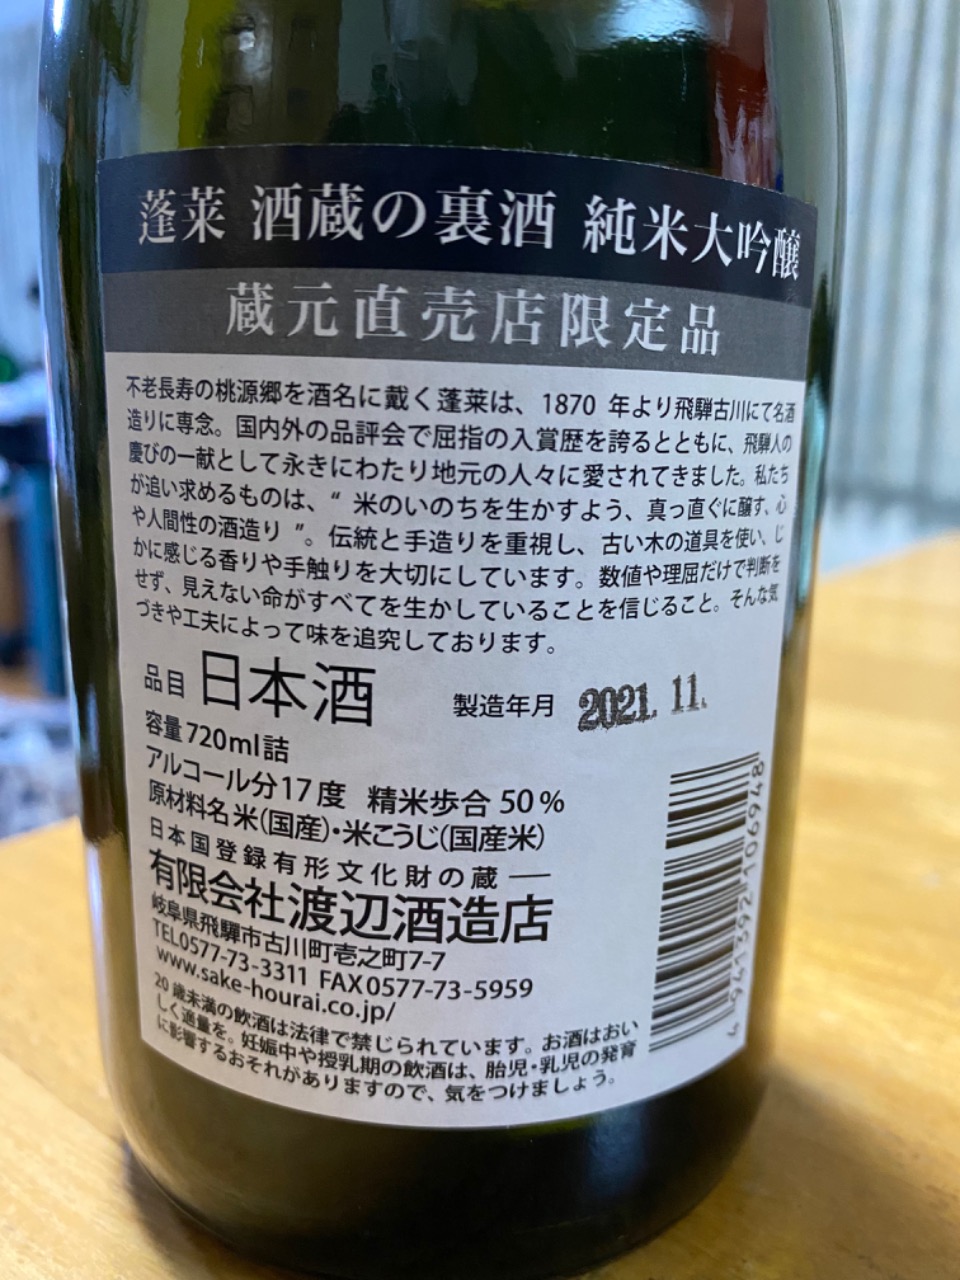 蓬莱 酒蔵の裏酒 純米大吟醸
蔵元直売店限定品
不老長寿の桃源郷を酒名に戴く蓬莱は、1870 年より飛騨古川にて名酒
造りに専念。国内外の品評会で屈指の入賞歴を誇るとともに、飛騨人の
慶びの一献として永きにわたり地元の人々に愛されてきました。私たち
が追い求めるものは、“ 米のいのちを生かすよう、真っ直ぐに醸す、心
や人間性の酒造り ”。伝統と手造りを重視し、古い木の道具を使い、じ
かに感じる香りや手触りを大切にしています。数値や理屈だけで判断を
せず、見えない命がすべてを生かしていることを信じること。そんな気
づきや工夫によって味を追究しております。
品目 日本酒 製造年月 2021. 11.
容量720ml詰
アルコール分17度 精米歩合50%
原材料名 米(国産)・米こうじ(国産米)
日本国登録有形文化財の蔵 ―
有限会社渡辺酒造店
岐阜県飛騨市古川町壱之町7-7
TEL0577-73-3311 FAX0577-73-5959
www.sake-hourai.co.jp/
20歳未満の飲酒は法律で禁じられています。お酒はおい
しく適量を。妊娠中や授乳期の飲酒は、胎児・乳児の発育
に影響するおそれがありますので、気をつけましょう。
4 941392 106948